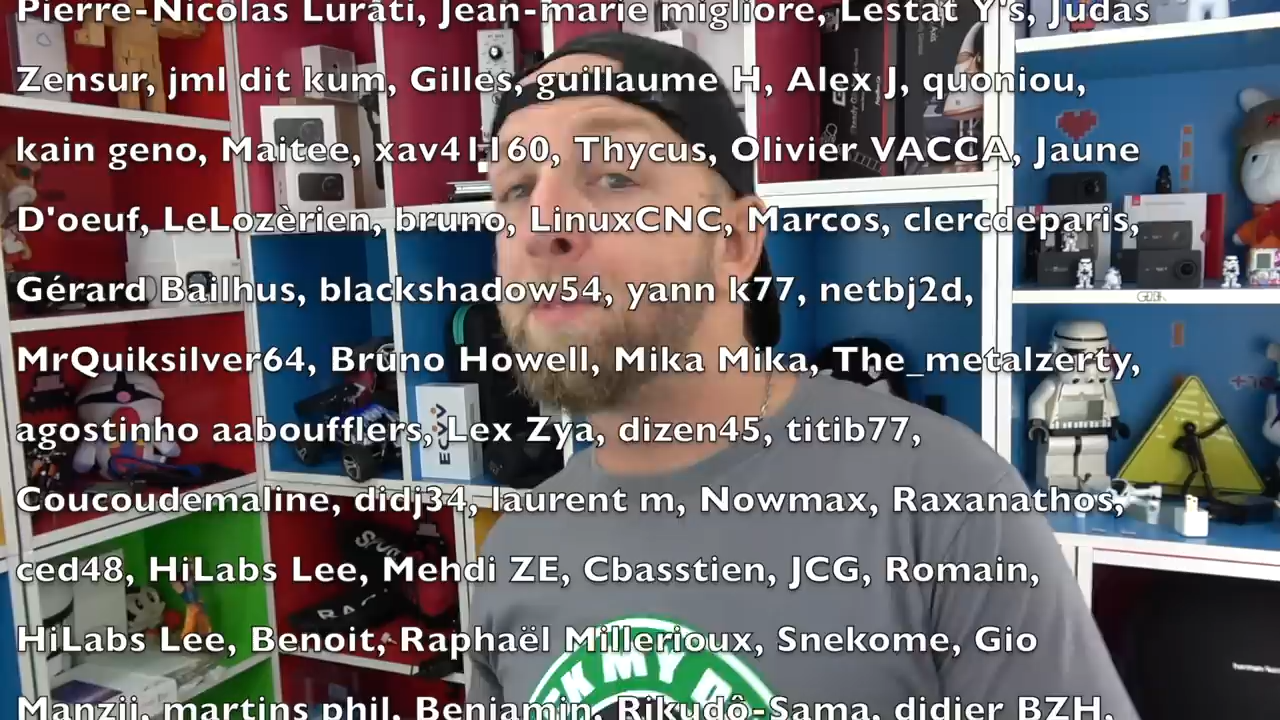 Pierre-Nicolas Lurati, Jean-marie migliore, Lestat Y's, Judas
Zensur, jml dit kum, Gilles, guillaume H, Alex J, quoniou,
kain geno, Maitee, xav41160, Thycus, Olivier VACCA, Jaune
D'oeuf, LeLozèrien, bruno, LinuxCNC, Marcos, clercdeparis,
Gérard Bailhus, blackshadow54, yann k77, netbj2d,
MrQuiksilver64, Bruno Howell, Mika Mika, The_metalzerty,
agostinho aaboufflers, Lex Zya, dizen45, titib77,
Coucoudemaline, didj34, laurent m, Nowmax, Raxanathos,
ced48, HiLabs Lee, Mehdi ZE, Cbasstien, JCG, Romain,
HiLabs Lee, Benoit, Raphaël Millerioux, Snekome, Gio
Manzii, martins phil, Benjamin, Rikudô-Sama, didier BZH,
GEEK
MY